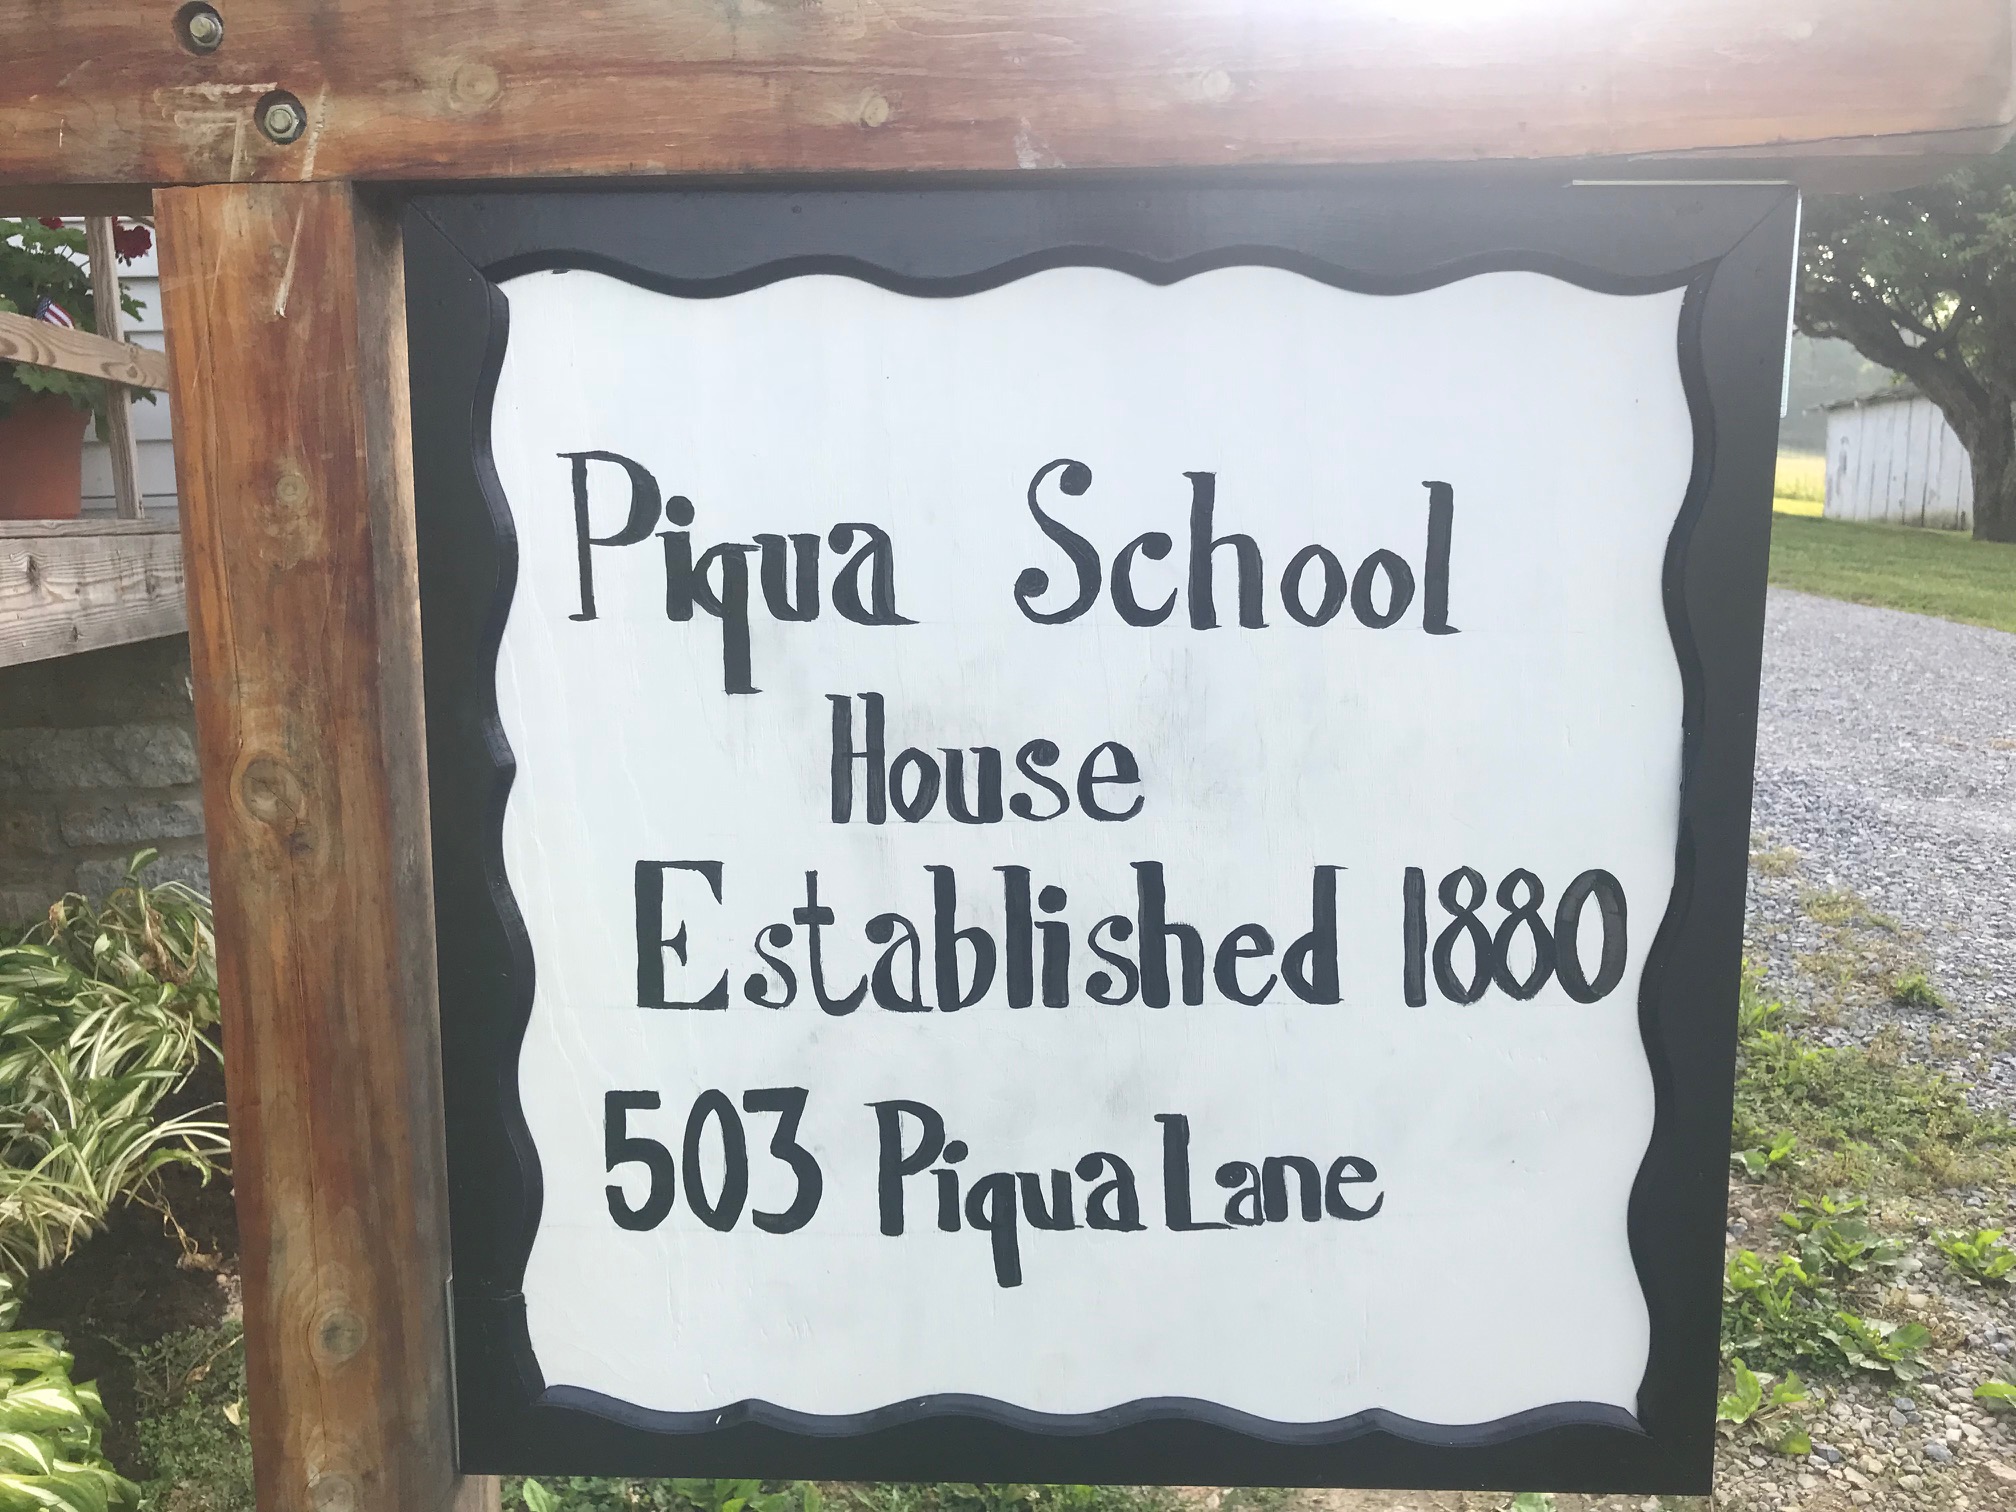 Piqua School
House
Established 1880
503 Piqua Lane